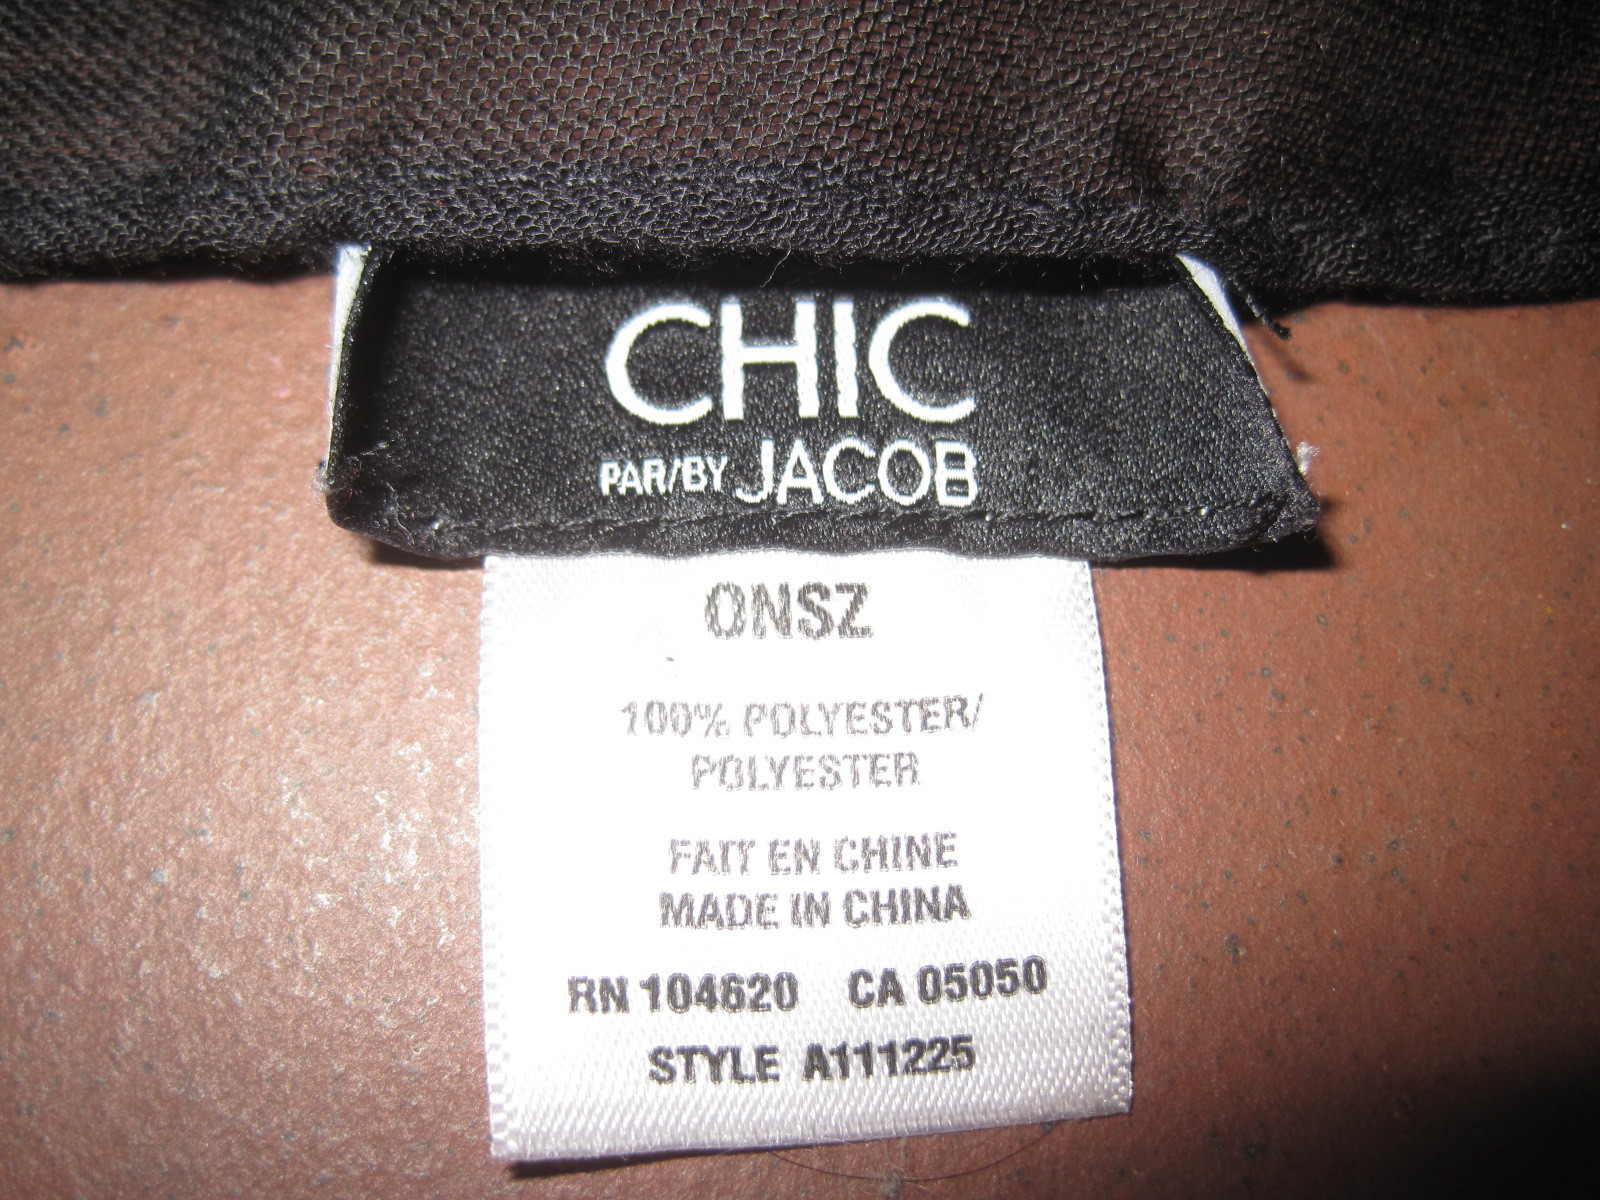 CHIC
PAR/BY JACOB
ONSZ
100% POLYESTER/
POLYESTER
FAIT EN CHINE
MADE IN CHINA
RN 104620 CA 05050
STYLE A111225